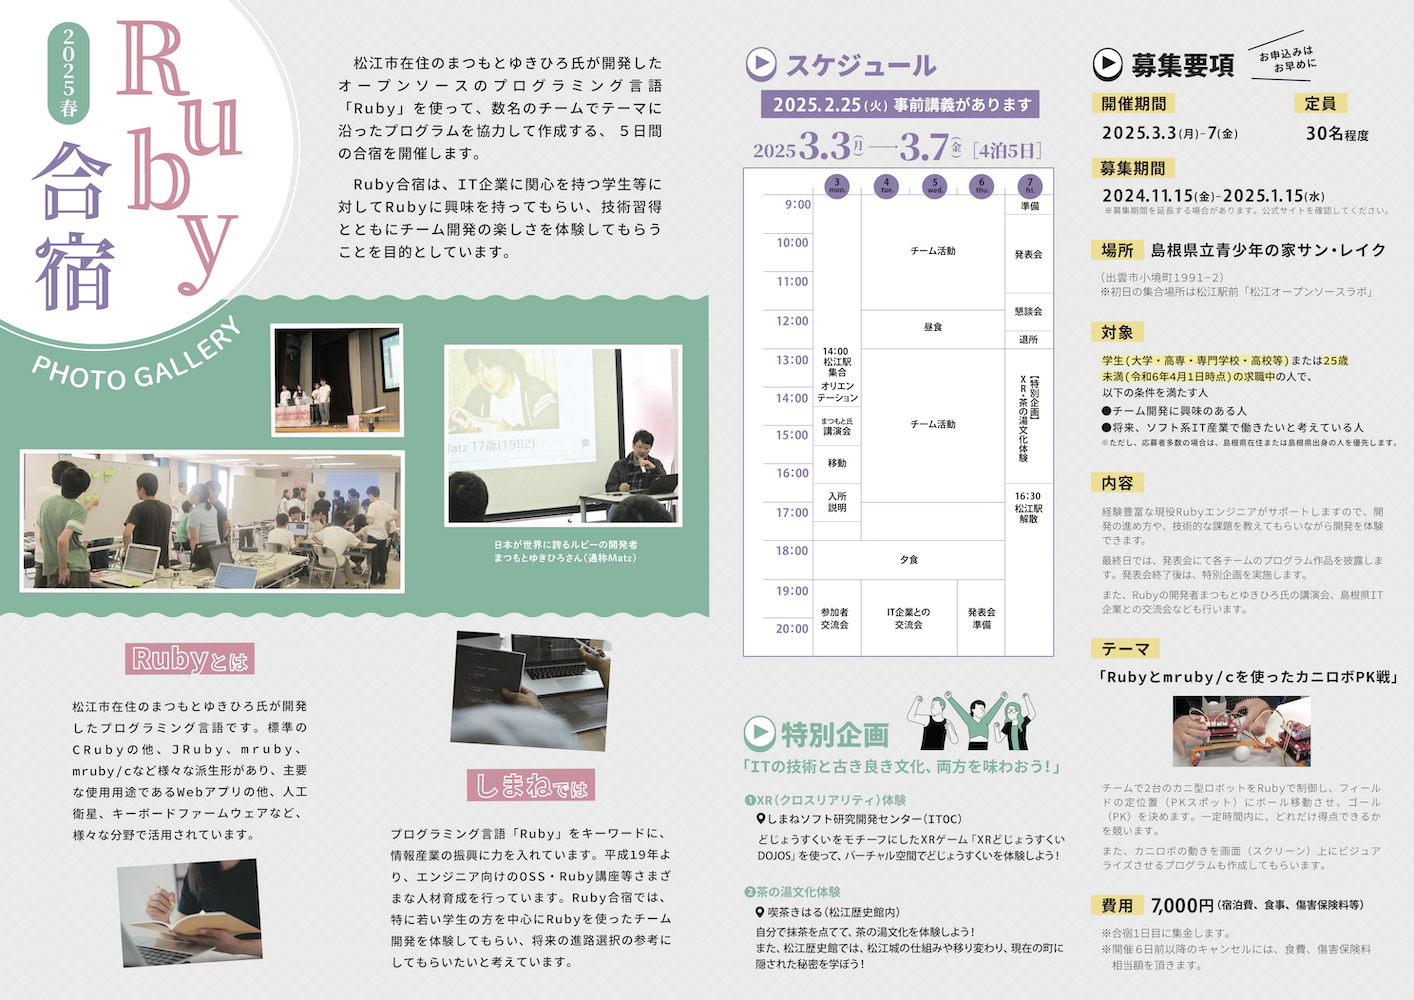 2025春
Ruby
合宿
松江市在住のまつもとゆきひろ氏が開発した
オープンソースのプログラミング言語
「Ruby」を使って、数名のチームでテーマに
沿ったプログラムを協力して作成する、５日間
の合宿を開催します。
Ruby合宿は、IT企業に関心を持つ学生等に
対してRubyに興味を持ってもらい、技術習得
とともにチーム開発の楽しさを体験してもらう
ことを目的としています。
PHOTO GALLERY
atz 17歳(1982)
日本が世界に誇るルビーの開発者
まつもとゆきひろさん(通称Matz)
Rubyとは
松江市在住のまつもとゆきひろ氏が開発
したプログラミング言語です。標準の
CRubyの他、JRuby、mruby、
mruby/cなど様々な派生形があり、主要
な使用用途であるWebアプリの他、人工
衛星、キーボードファームウェアなど、
様々な分野で活用されています。
しまねでは
プログラミング言語「Ruby」をキーワードに、
情報産業の振興に力を入れています。平成19年よ
り、エンジニア向けのOSS・Ruby講座等さまざ
まな人材育成を行っています。Ruby合宿では、
特に若い学生の方を中心にRubyを使ったチーム
開発を体験してもらい、将来の進路選択の参考に
してもらいたいと考えています。
スケジュール
2025.2.25(火) 事前講義があります
2025 3.3(月)―3.7(金)［4泊5日］
3 mon.
4 tue.
5 wed.
6 thu.
7 fri.
9:00
10:00
11:00
12:00
13:00
14:00
15:00
16:00
17:00
18:00
19:00
20:00
14:00
松江駅
集合
オリエン
テーション
まつもと氏
講演会
移動
入所
説明
チーム活動
昼食
チーム活動
夕食
参加者
交流会
IT企業との
交流会
発表会
準備
準備
発表会
懇談会
退所
【特別企画】
XR・茶の湯文化体験
16:30
松江駅
解散
特別企画
「ITの技術と古き良き文化、両方を味わおう！」
❶XR(クロスリアリティ)体験
しまねソフト研究開発センター(ITOC)
どじょうすくいをモチーフにしたXRゲーム「XRどじょうすくい
DOJOS」を使って、バーチャル空間でどじょうすくいを体験しよう！
❷茶の湯文化体験
喫茶きはる(松江歴史館内)
自分で抹茶を点てて、茶の湯文化を体験しよう！
また、松江歴史館では、松江城の仕組みや移り変わり、現在の町に
隠された秘密を学ぼう！
募集要項
お申込みは
お早めに
開催期間
2025.3.3(月)-7(金)
定員
30名程度
募集期間
2024.11.15(金)-2025.1.15(水)
※募集期間を延長する場合があります。公式サイトを確認してください。
場所 島根県立青少年の家サン・レイク
(出雲市小境町1991-2)
※初日の集合場所は松江駅前「松江オープンソースラボ」
対象
学生(大学・高専・専門学校・高校等)または25歳
未満(令和6年4月1日時点)の求職中の人で、
以下の条件を満たす人
●チーム開発に興味のある人
●将来、ソフト系IT産業で働きたいと考えている人
※ただし、応募者多数の場合は、島根県在住または島根県出身の人を優先します。
内容
経験豊富な現役Rubyエンジニアがサポートしますので、開
発の進め方や、技術的な課題を教えてもらいながら開発を体験
できます。
最終日では、発表会にて各チームのプログラム作品を披露しま
す。発表会終了後は、特別企画を実施します。
また、Rubyの開発者まつもとゆきひろ氏の講演会、島根県IT
企業との交流会なども行います。
テーマ
「Rubyとmruby/cを使ったカニロボPK戦」
チームで2台のカニ型ロボットをRubyで制御し、フィール
ドの定位置（PKスポット）にボール移動させ、ゴール
（PK）を決めます。一定時間内に、どれだけ得点できるか
を競います。
また、カニロボの動きを画面（スクリーン）上にビジュア
ライズさせるプログラムも作成してもらいます。
費用 7,000円(宿泊費、食事、傷害保険料等)
※合宿1日目に集金します。
※開催６日前以降のキャンセルには、食費、傷害保険料
相当額を頂きます。